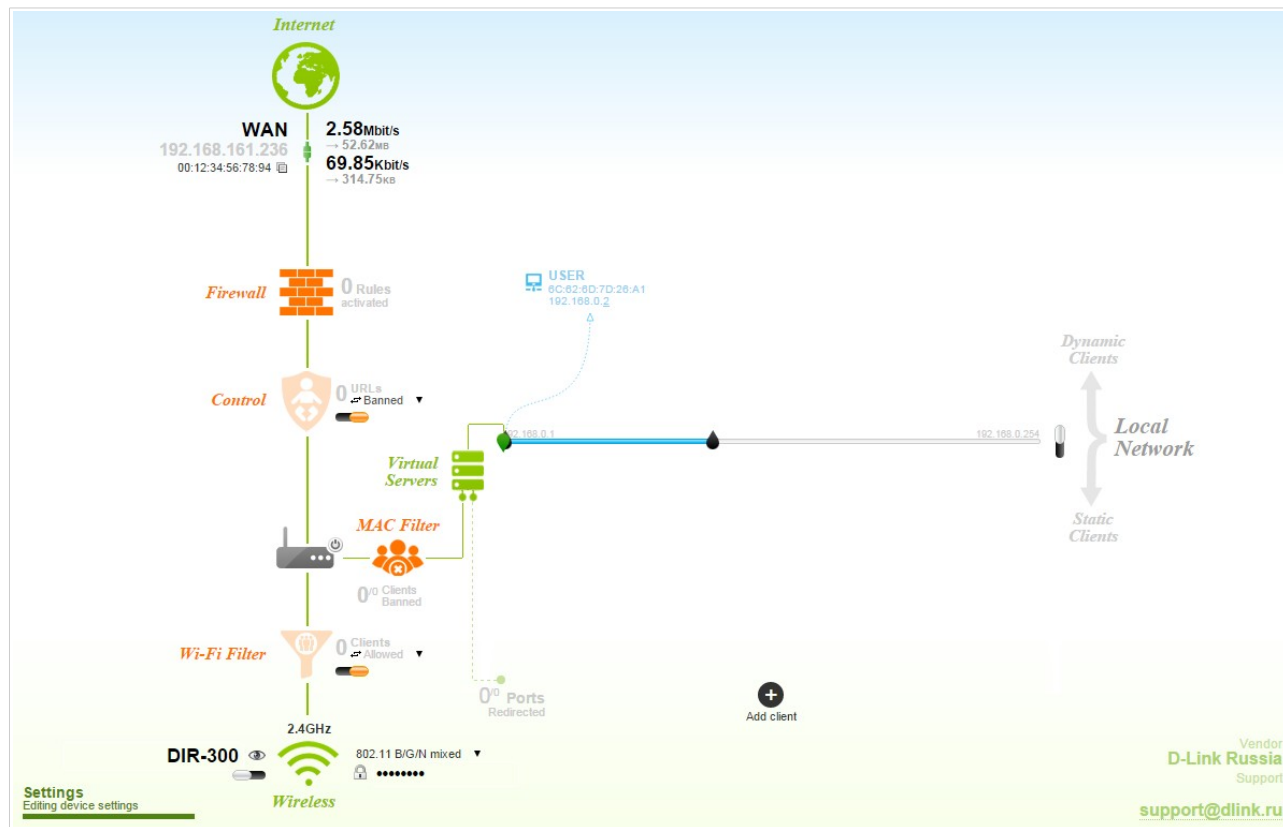 Internet
WAN
192.168.161.236
00:12:34:56:78:94
2.58Mbit/s
→ 52.62MB
69.85Kbit/s
→ 314.75KB
Firewall
0 Rules
activated
USER
6C:62:6D:7D:26:A1
192.168.0.2
Control
0 URLs
Banned
192.168.0.1
192.168.0.254
Dynamic
Clients
Local
Network
Static
Clients
Virtual
Servers
MAC Filter
0/0 Clients
Banned
Wi-Fi Filter
0 Clients
Allowed
0/0 Ports
Redirected
Add client
2.4GHz
DIR-300
802.11 B/G/N mixed
••••••••
Wireless
Settings
Editing device settings
Vendor
D-Link Russia
Support
support@dlink.ru